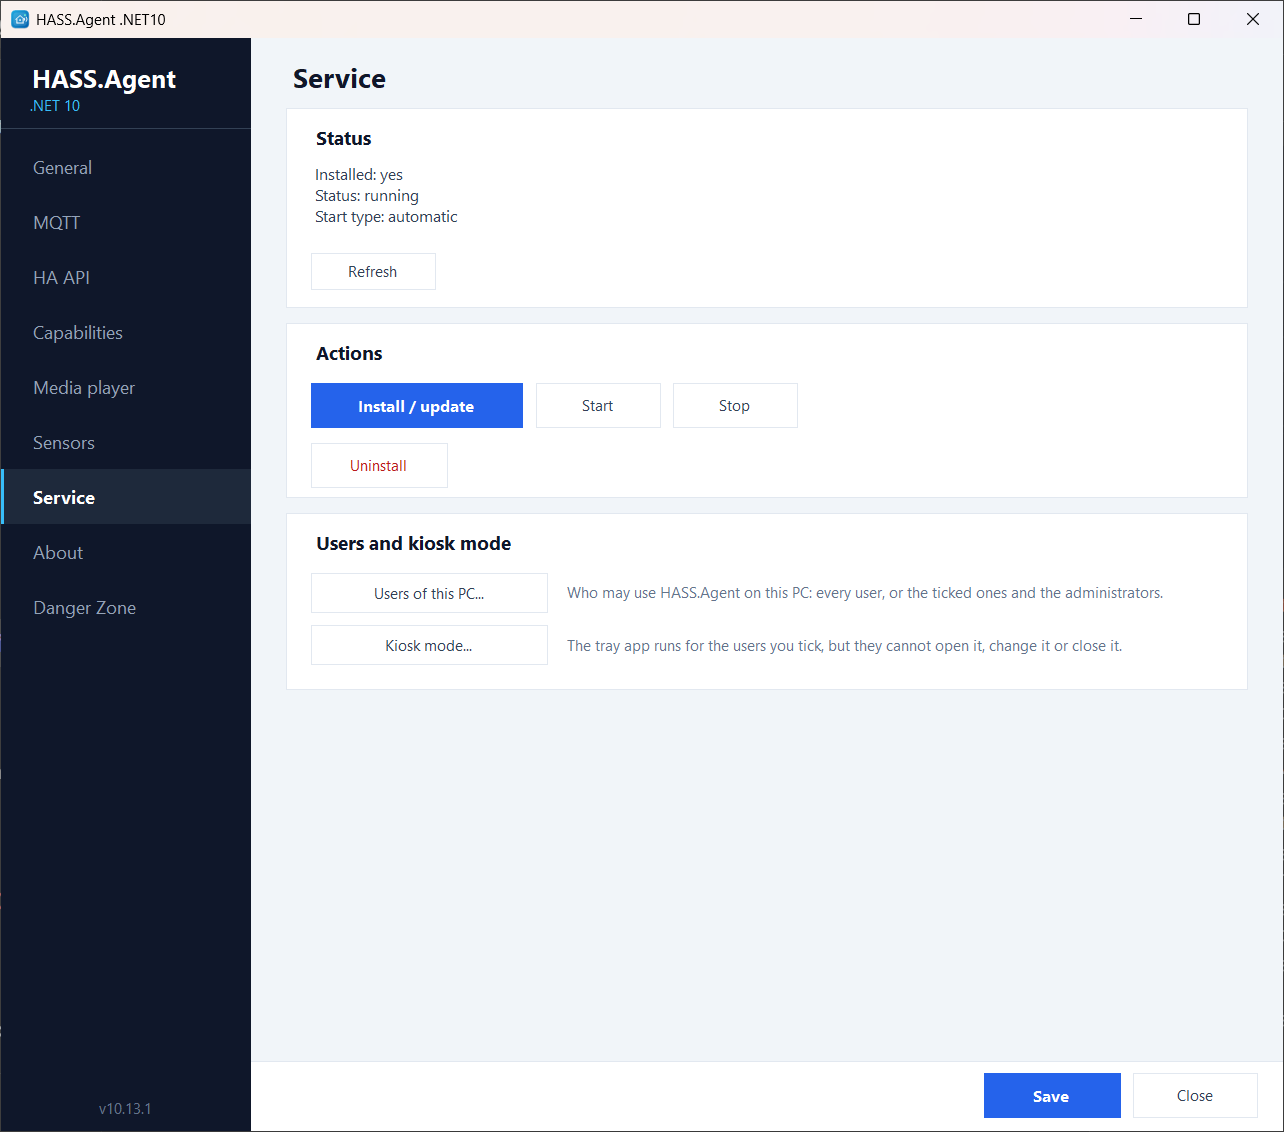 HASS.Agent .NET10
HASS.Agent
.NET 10
General
MQTT
HA API
Capabilities
Media player
Sensors
Service
About
Danger Zone
v10.13.1
Service
Status
Installed: yes
Status: running
Start type: automatic
Refresh
Actions
Install / update
Start
Stop
Uninstall
Users and kiosk mode
Users of this PC...
Who may use HASS.Agent on this PC: every user, or the ticked ones and the administrators.
Kiosk mode...
The tray app runs for the users you tick, but they cannot open it, change it or close it.
Save
Close